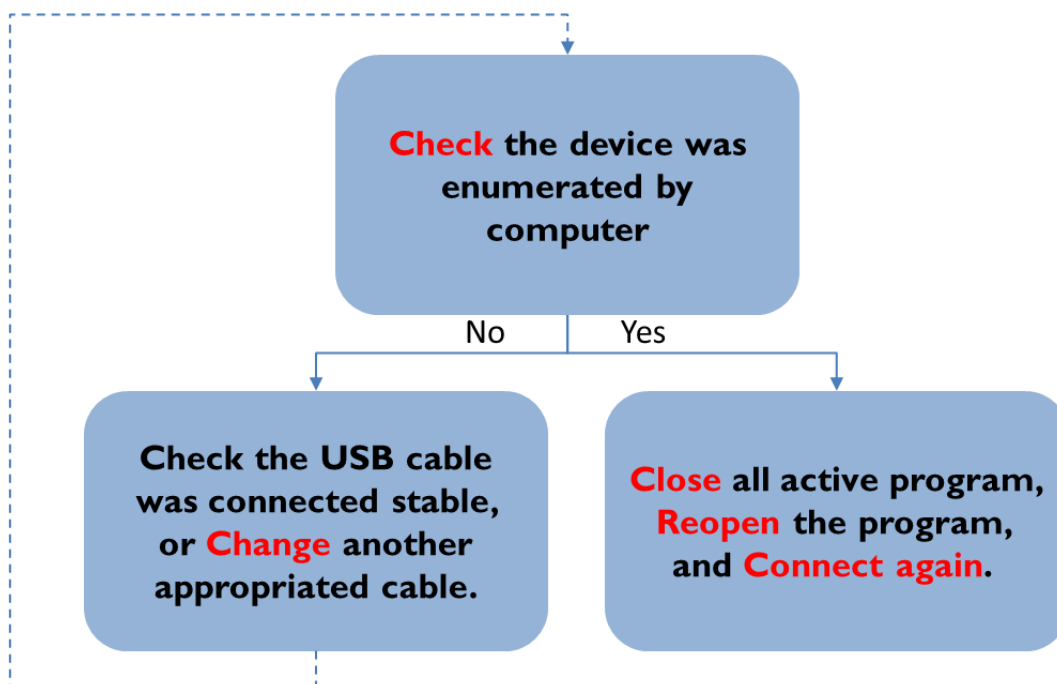 Check the device was
enumerated by
computer
No
Yes
Check the USB cable
was connected stable,
or Change another
appropriated cable.
Close all active program,
Reopen the program,
and Connect again.